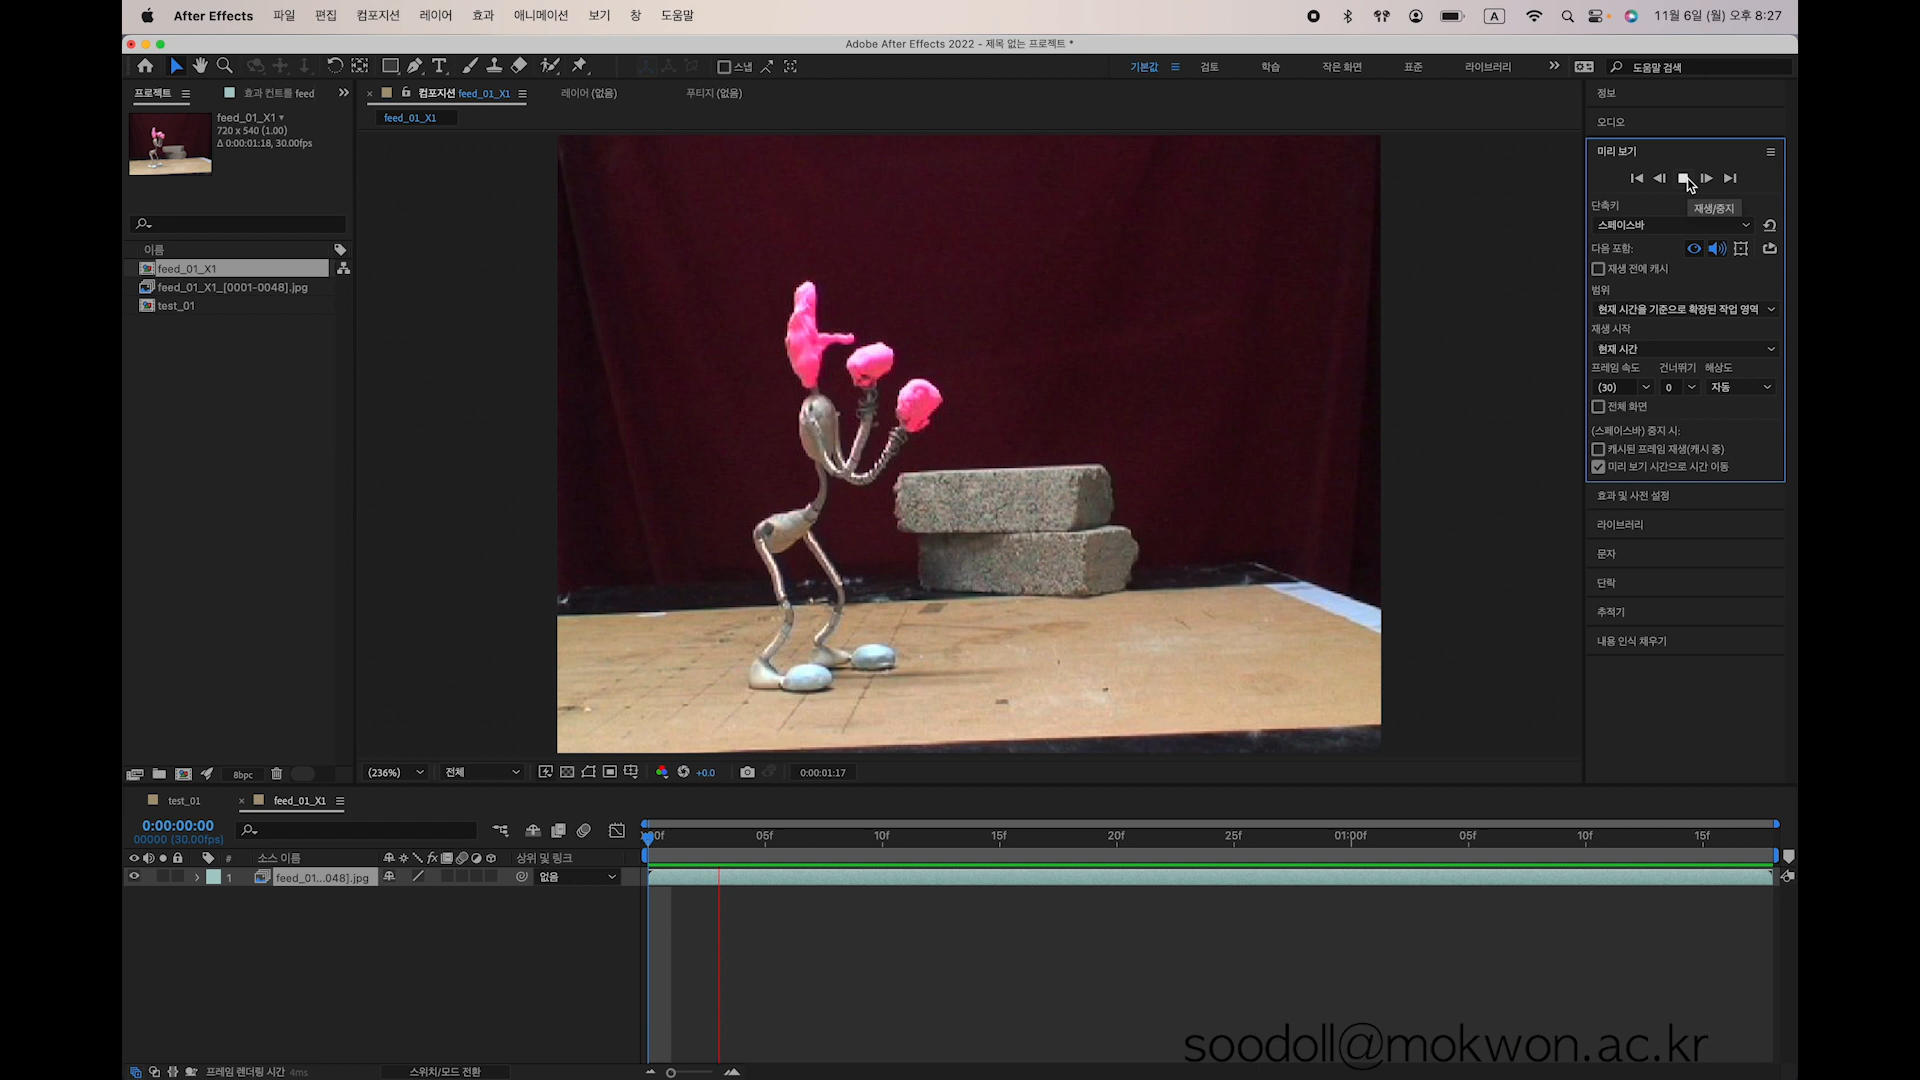 After Effects 파일 편집 컴포지션 레이어 효과 애니메이션 보기 창 도움말 A 11월 6일 (월) 오후 8:27
Adobe After Effects 2022 - 제목 없는 프로젝트 *
스냅 기본값 검토 학습 작은 화면 표준 라이브러리 도움말 검색
프로젝트 효과 컨트롤 feed 컴포지션 feed_01_X1 레이어 (없음) 푸티지 (없음) 정보
feed_01_X1
feed_01_X1
720 x 540 (1.00)
Δ 0:00:01:18, 30.00fps
오디오
미리 보기
단축키
재생/중지
스페이스바
다음 포함:
재생 전에 캐시
범위
현재 시간을 기준으로 확장된 작업 영역
재생 시작
현재 시간
프레임 속도 건너뛰기 해상도
(30) 0 자동
전체 화면
(스페이스바) 중지 시:
캐시된 프레임 재생(캐시 중)
미리 보기 시간으로 시간 이동
효과 및 사전 설정
라이브러리
문자
단락
추적기
내용 인식 채우기
이름
feed_01_X1
feed_01_X1_[0001-0048].jpg
test_01
8bpc
(236%) 전체 +0.0 0:00:01:17
test_01 feed_01_X1
0:00:00:00
00000 (30.00fps)
:00f 05f 10f 15f 20f 25f 01:00f 05f 10f 15f
# 소스 이름 fx 상위 및 링크
1 feed_01...048].jpg 없음
soodoll@mokwon.ac.kr
프레임 렌더링 시간 4ms 스위치/모드 전환